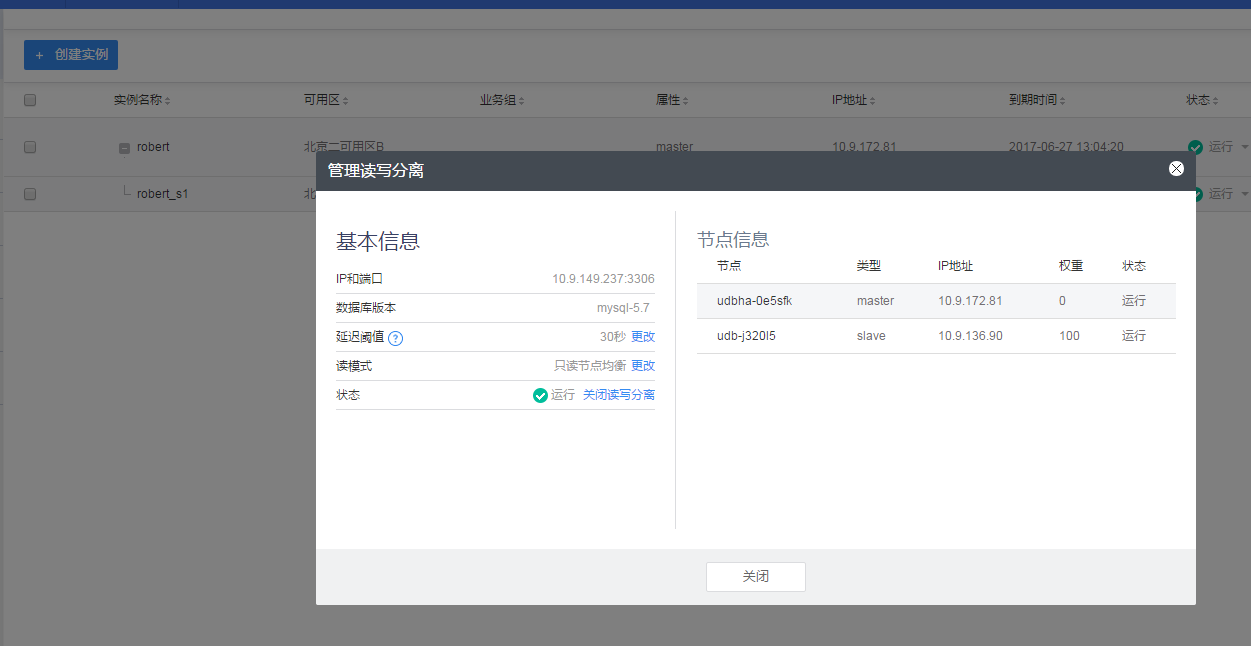 + 创建实例
实例名称 可用区 业务组 属性 IP地址 到期时间 状态
robert 北京二可用区B master 10.9.172.81 2017-06-27 13:04:20 运行
robert_s1 北 运行
管理读写分离
基本信息
IP和端口 10.9.149.237:3306
数据库版本 mysql-5.7
延迟阈值 ? 30秒 更改
读模式 只读节点均衡 更改
状态 运行 关闭读写分离
节点信息
节点 类型 IP地址 权重 状态
udbha-0e5sfk master 10.9.172.81 0 运行
udb-j320l5 slave 10.9.136.90 100 运行
关闭